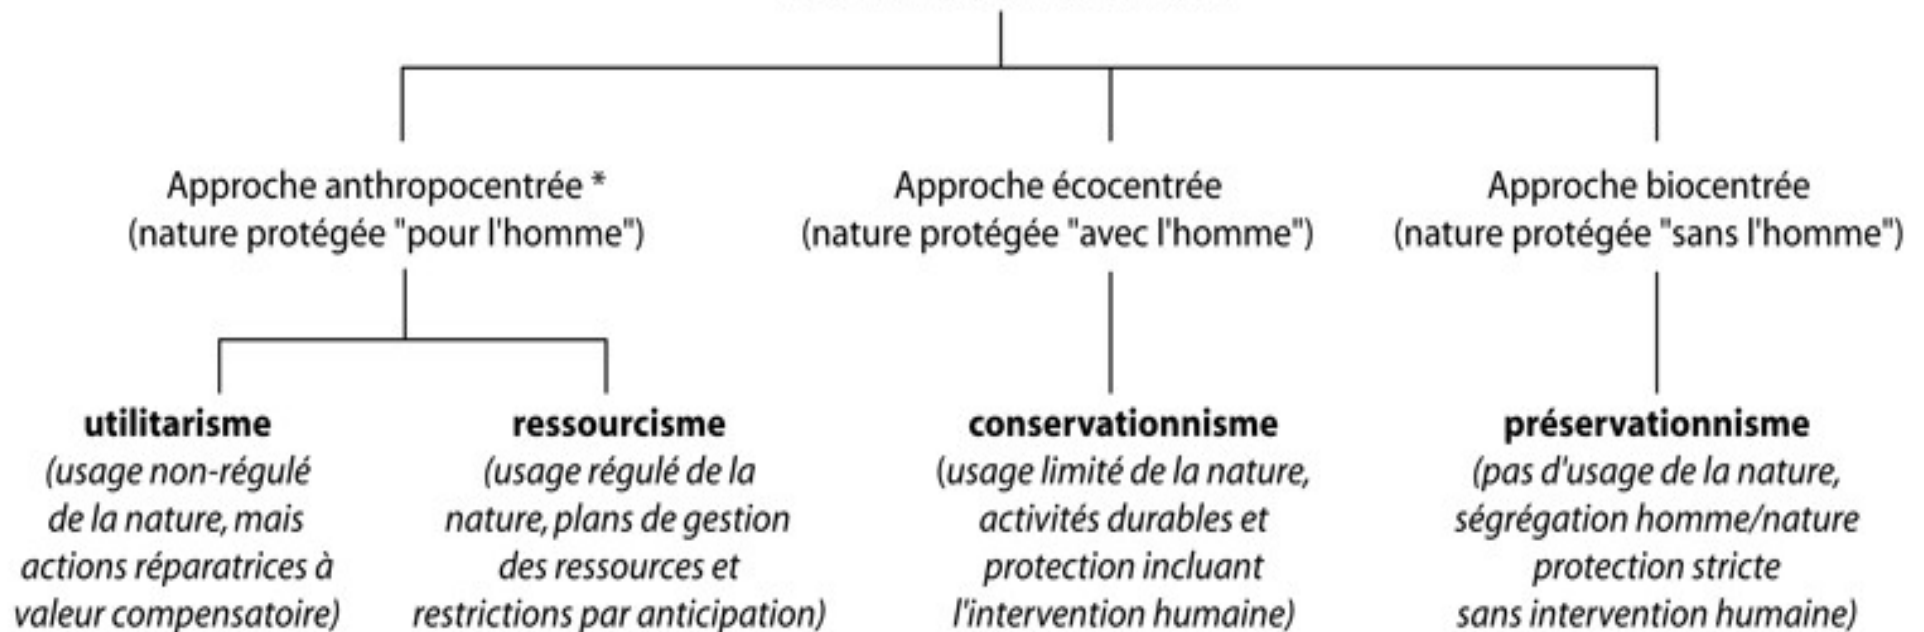 Approche anthropocentrée *
(nature protégée "pour l'homme")
Approche écocentrée
(nature protégée "avec l'homme")
Approche biocentrée
(nature protégée "sans l'homme")
utilitarisme
(usage non-régulé
de la nature, mais
actions réparatrices à
valeur compensatoire)
ressourcisme
(usage régulé de la
nature, plans de gestion
des ressources et
restrictions par anticipation)
conservationnisme
(usage limité de la nature,
activités durables et
protection incluant
l'intervention humaine)
préservationnisme
(pas d'usage de la nature,
ségrégation homme/nature
protection stricte
sans intervention humaine)